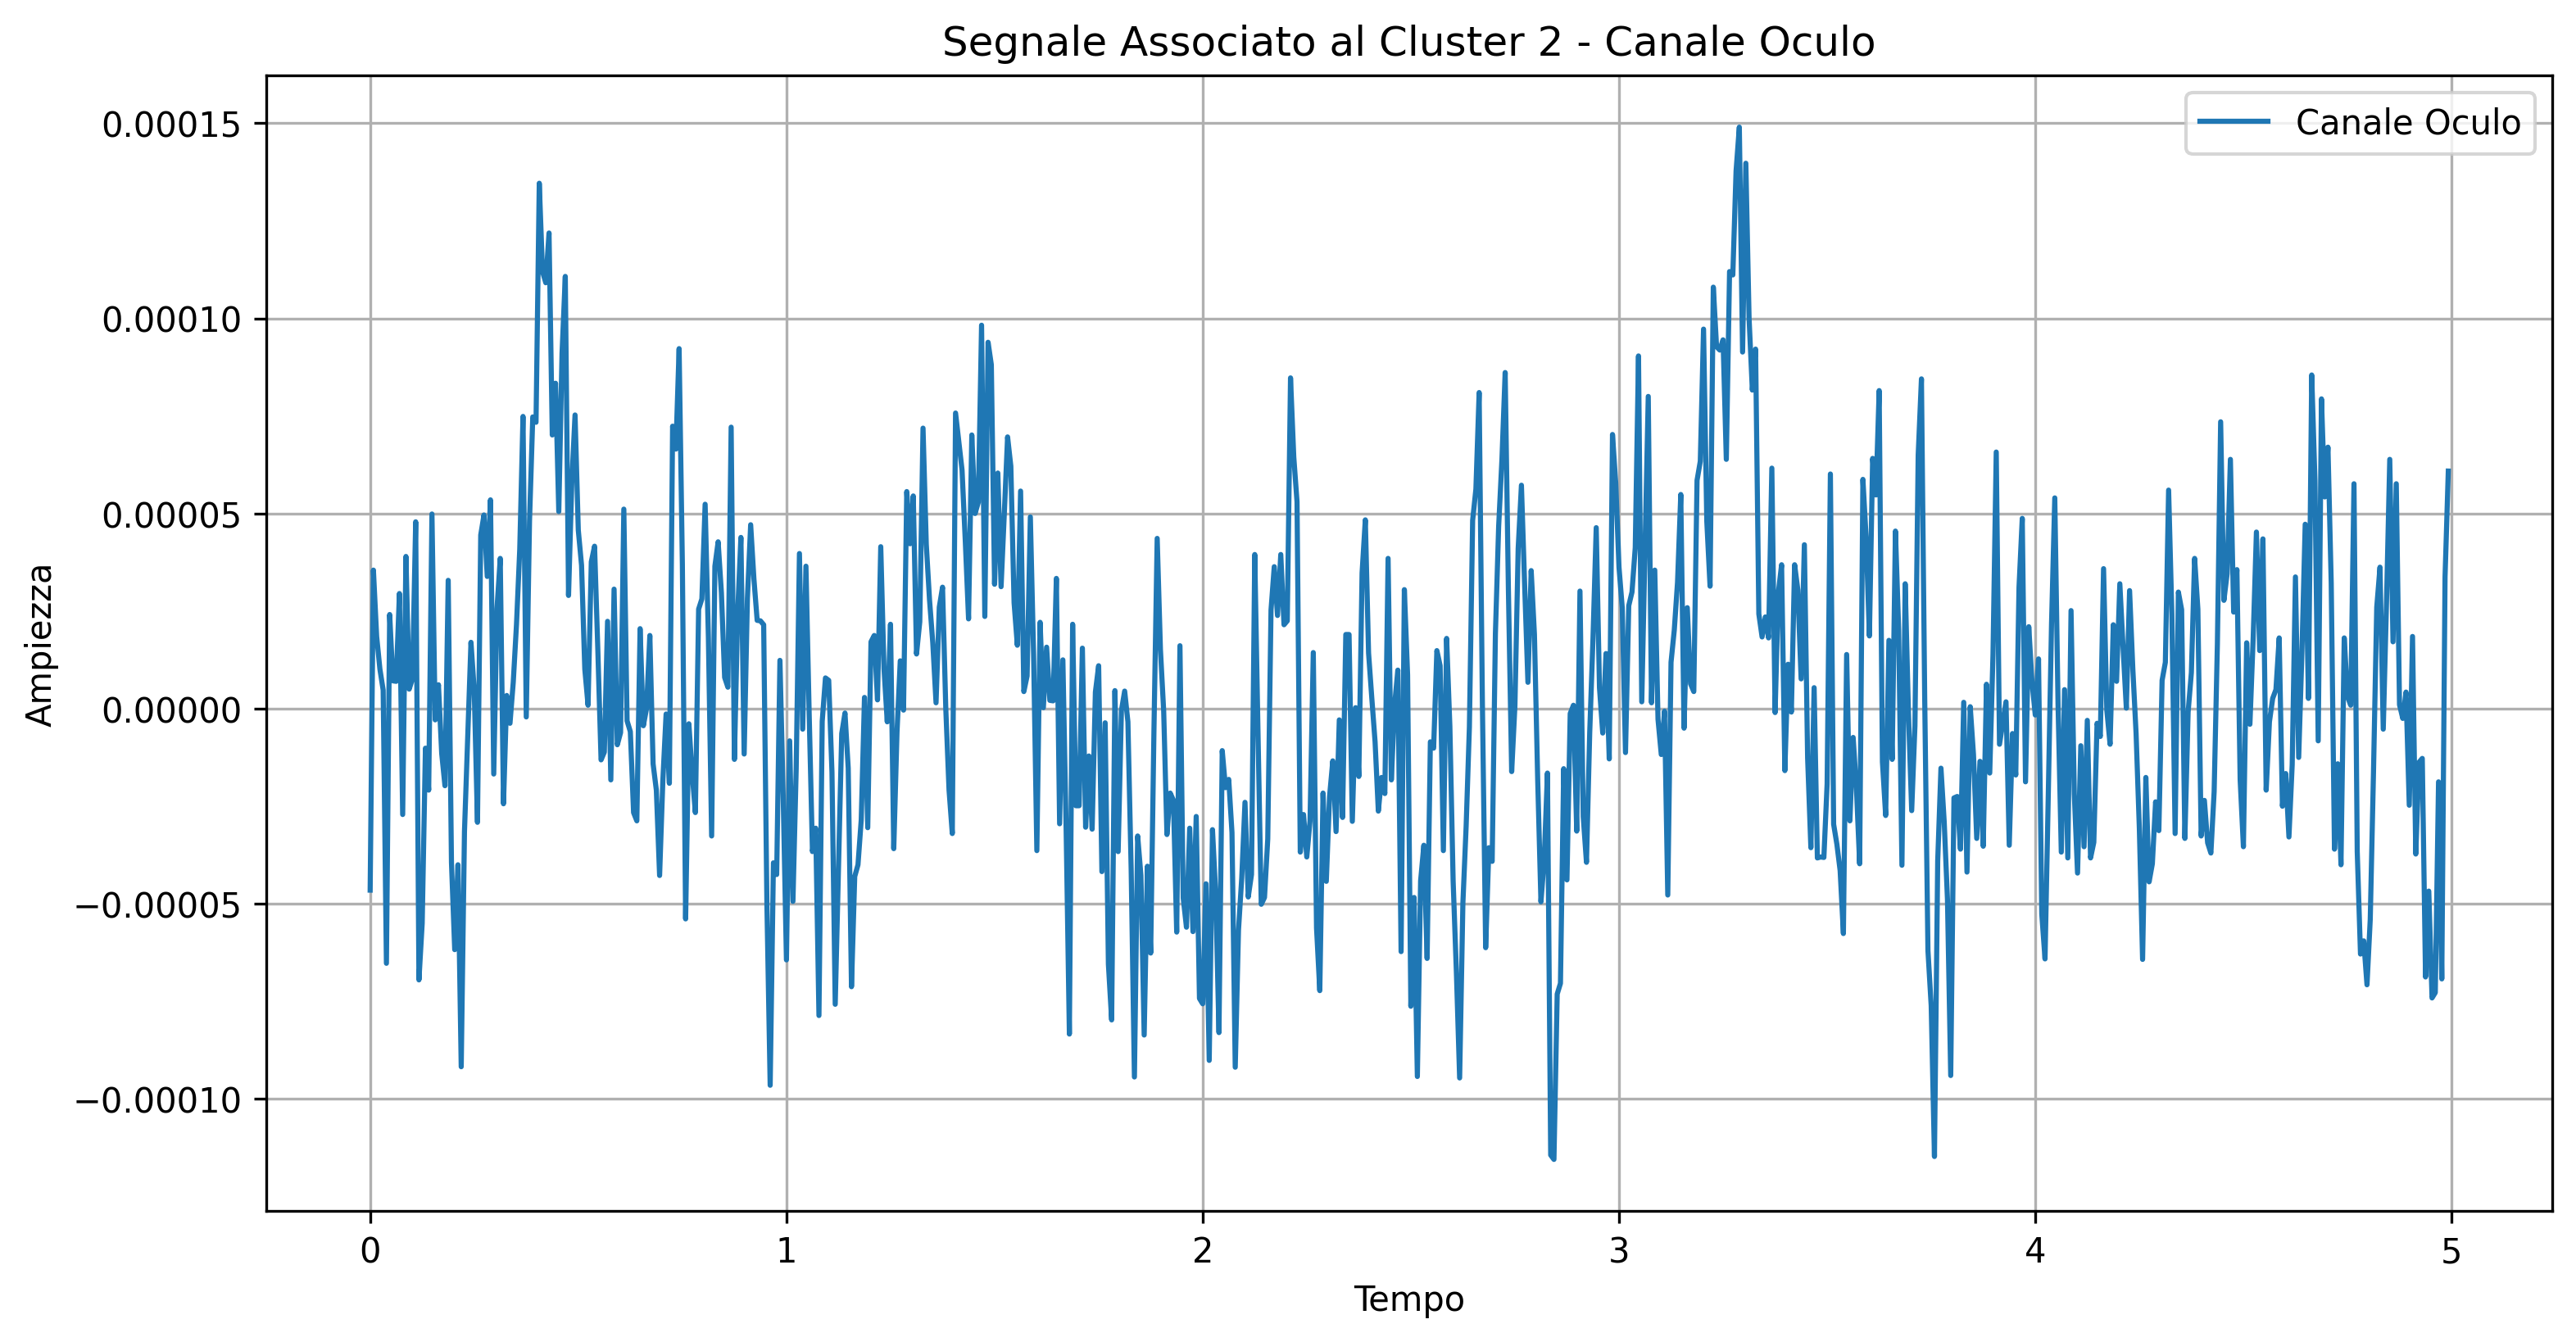 Segnale Associato al Cluster 2 - Canale Oculo
Canale Oculo
0.00015
0.00010
0.00005
0.00000
−0.00005
−0.00010
Ampiezza
0 1 2 3 4 5
Tempo